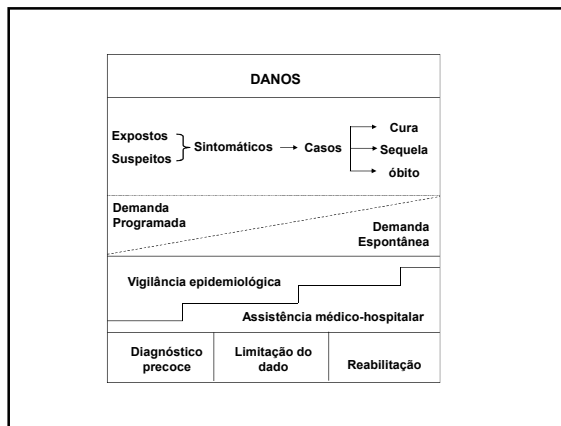 DANOS
Expostos
Suspeitos
Sintomáticos
Casos
Cura
Sequela
óbito
Demanda
Programada
Demanda
Espontânea
Vigilância epidemiológica
Assistência médico-hospitalar
Diagnóstico
precoce
Limitação do
dado
Reabilitação